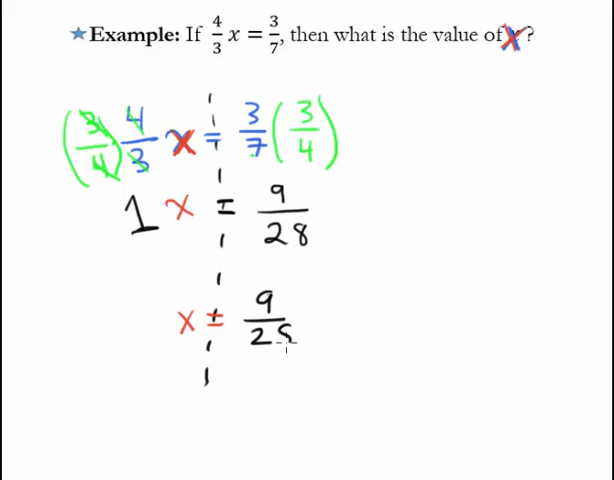 ★Example: If 4/3 x = 3/7, then what is the value of x?
(3/4) 4/3 x = 3/7 (3/4)
1x = 9/28
x = 9/28